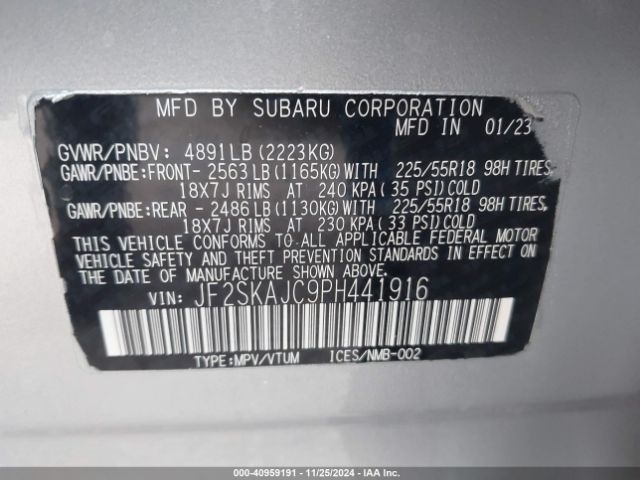 MFD BY SUBARU CORPORATION
MFD IN 01/23
GVWR/PNBV: 4891LB (2223KG)
GAWR/PNBE:FRONT- 2563 LB (1165KG)WITH 225/55R18 98H TIRES,
18X7J RIMS AT 240 KPA ( 35 PSI)COLD
GAWR/PNBE:REAR - 2486 LB (1130KG)WITH 225/55R18 98H TIRES,
18X7J RIMS AT 230 KPA ( 33 PSI)COLD
THIS VEHICLE CONFORMS TO ALL APPLICABLE FEDERAL MOTOR
VEHICLE SAFETY AND THEFT PREVENTION STANDARDS IN EFFECT ON
THE DATE OF MANUFACTURE SHOWN ABOVE.
VIN: JF2SKAJC9PH441916
TYPE:MPV/VTUM ICES/NMB-002
© - 40959191 - 11/25/2024 - IAA Inc.